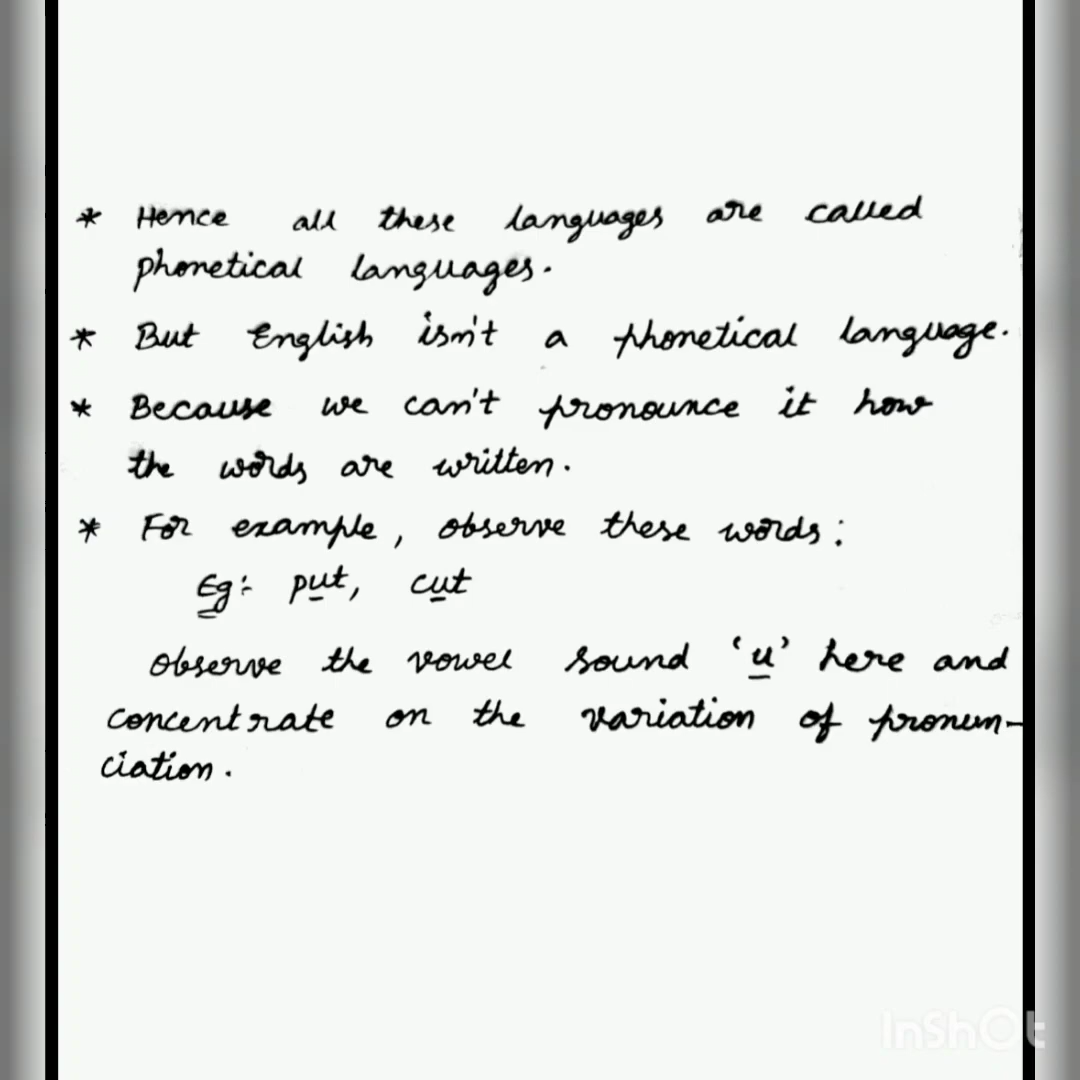 * Hence all these languages are called
phonetical languages.
* But English isn't a phonetical language.
* Because we can't pronounce it how
the words are written.
* For example, observe these words:
Eg:- put, cut
observe the vowel sound 'u' here and
concentrate on the variation of pronun-
ciation.
InShOt